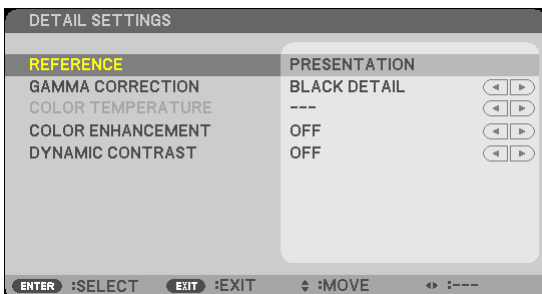 DETAIL SETTINGS
REFERENCE PRESENTATION
GAMMA CORRECTION BLACK DETAIL
COLOR TEMPERATURE ---
COLOR ENHANCEMENT OFF
DYNAMIC CONTRAST OFF
ENTER :SELECT EXIT :EXIT :MOVE :---